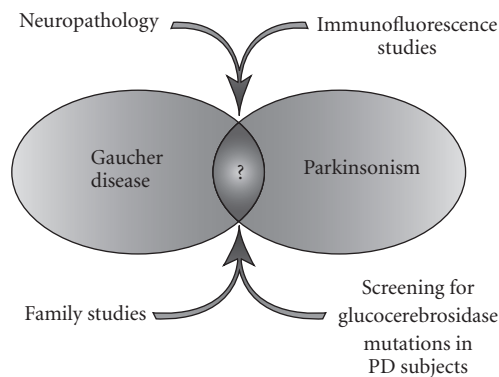 Neuropathology
Immunofluorescence
studies
Gaucher
disease
?
Parkinsonism
Family studies
Screening for
glucocerebrosidase
mutations in
PD subjects